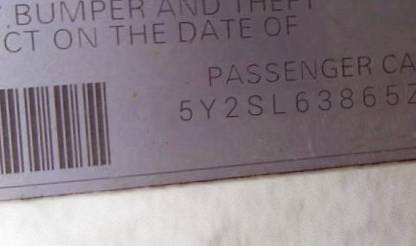 BUMPER AND THEFT
CT ON THE DATE OF
PASSENGER CA
5Y2SL63865Z